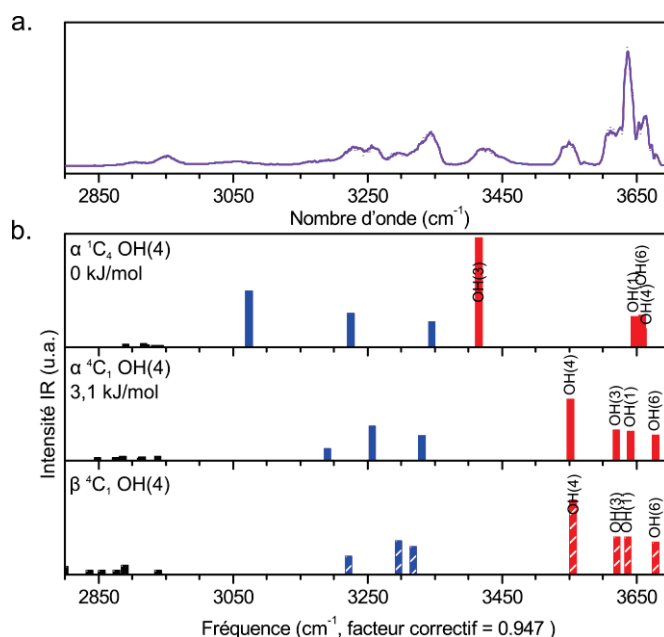 a.
2850 3050 3250 3450 3650
Nombre d'onde (cm⁻¹)
b.
α ¹C₄ OH(4)
0 kJ/mol
OH(3)
OH(1)
OH(6)
OH(4)
α ⁴C₁ OH(4)
3,1 kJ/mol
OH(4)
OH(3)
OH(1)
OH(6)
β ⁴C₁ OH(4)
OH(4)
OH(3)
OH(1)
OH(6)
Intensité IR (u.a.)
2850 3050 3250 3450 3650
Fréquence (cm⁻¹, facteur correctif = 0.947 )